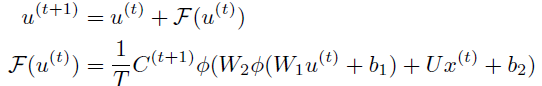 u^{(t+1)} = u^{(t)} + \mathcal{F}(u^{(t)})
\mathcal{F}(u^{(t)}) = \frac{1}{T} C^{(t+1)} \phi(W_2 \phi(W_1 u^{(t)} + b_1) + U x^{(t)} + b_2)